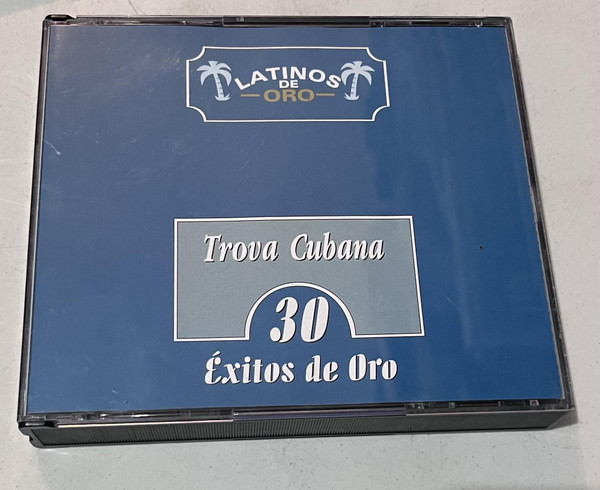 LATINOS
DE
ORO
Trova Cubana
30
Éxitos de Oro